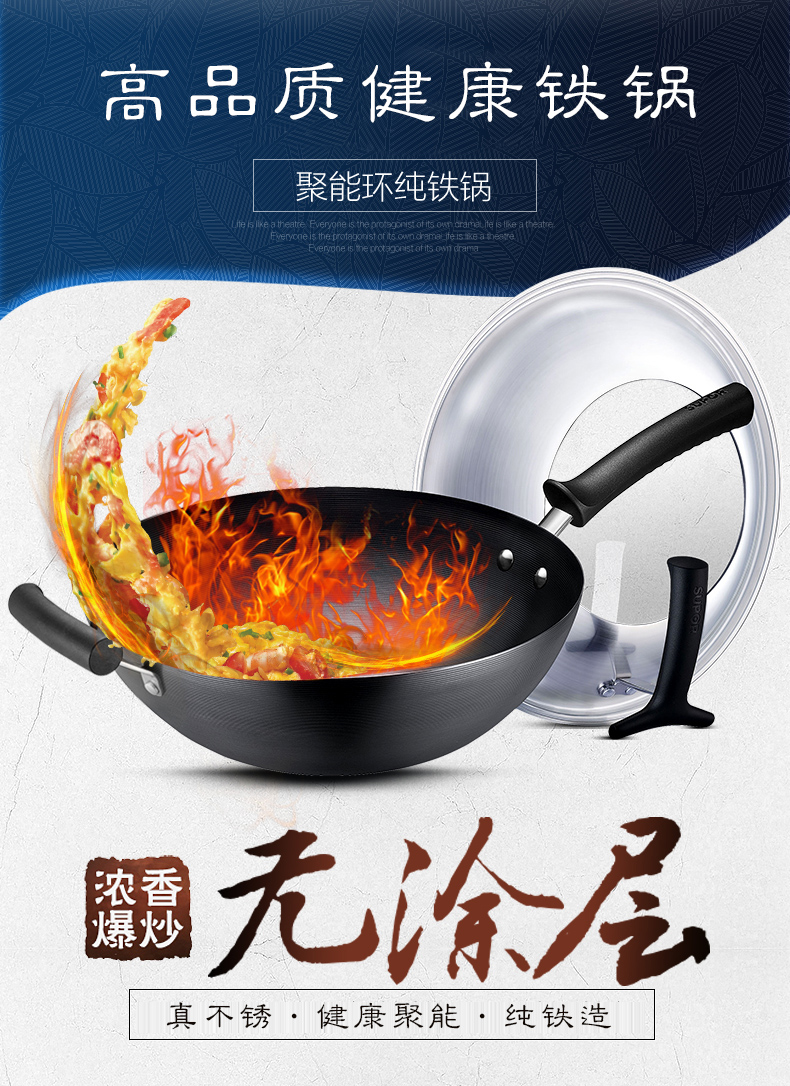 高品质健康铁锅
聚能环纯铁锅
Life is like a theatre, Everyone is the protagonist of its own drama,life is like a theatre,
Everyone is the protagonist of its own drama,life is like a theatre,
Everyone is the protagonist of its own drama
SUPOR
SUPOR
浓香
爆炒
无涂层
真不锈·健康聚能·纯铁造